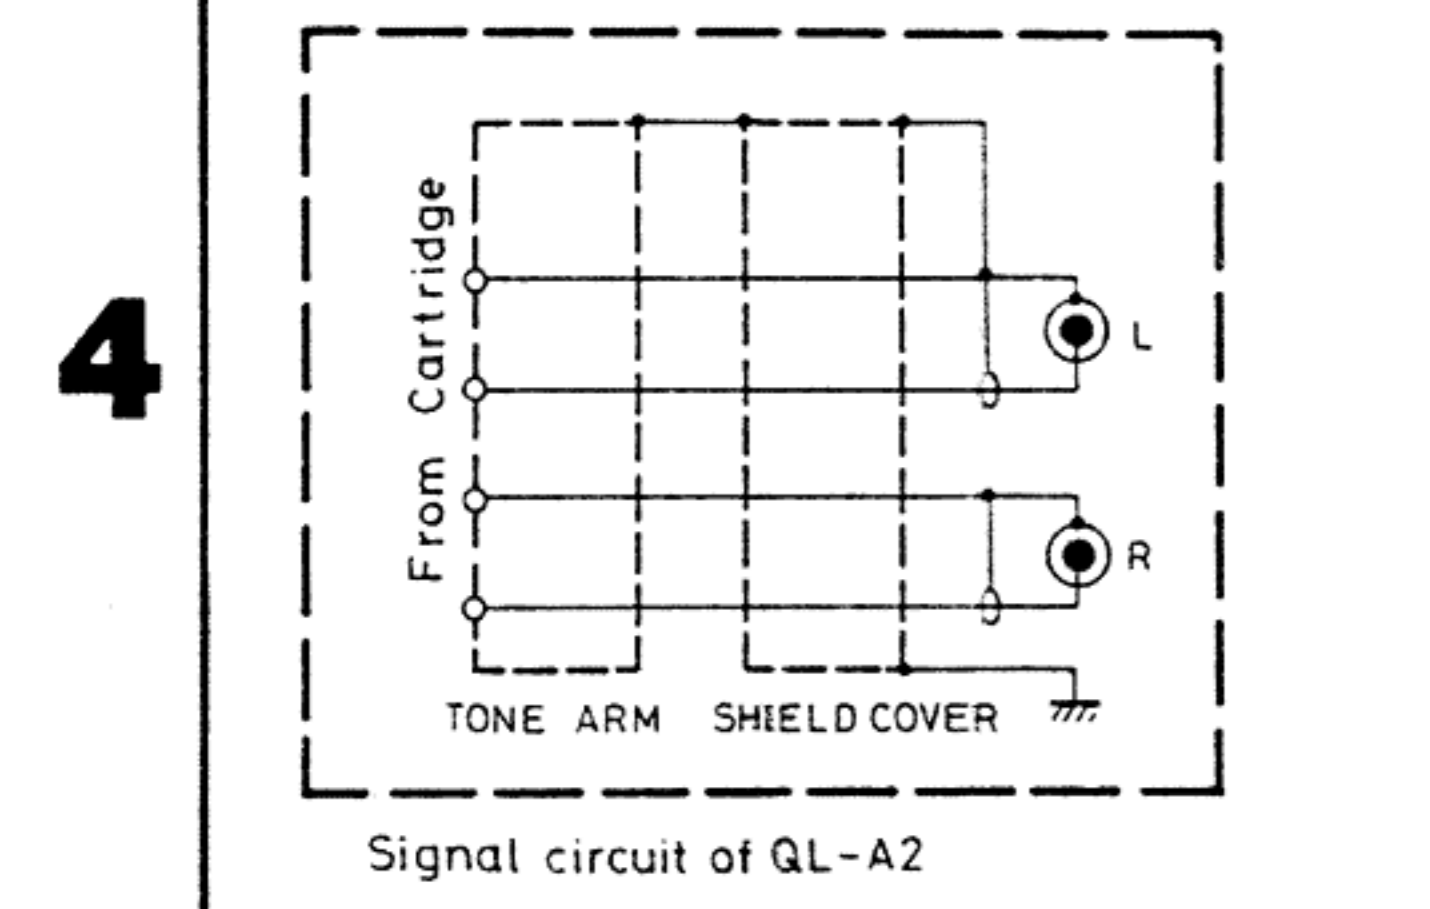 4
From Cartridge
L
R
TONE ARM
SHIELD COVER
Signal circuit of QL-A2